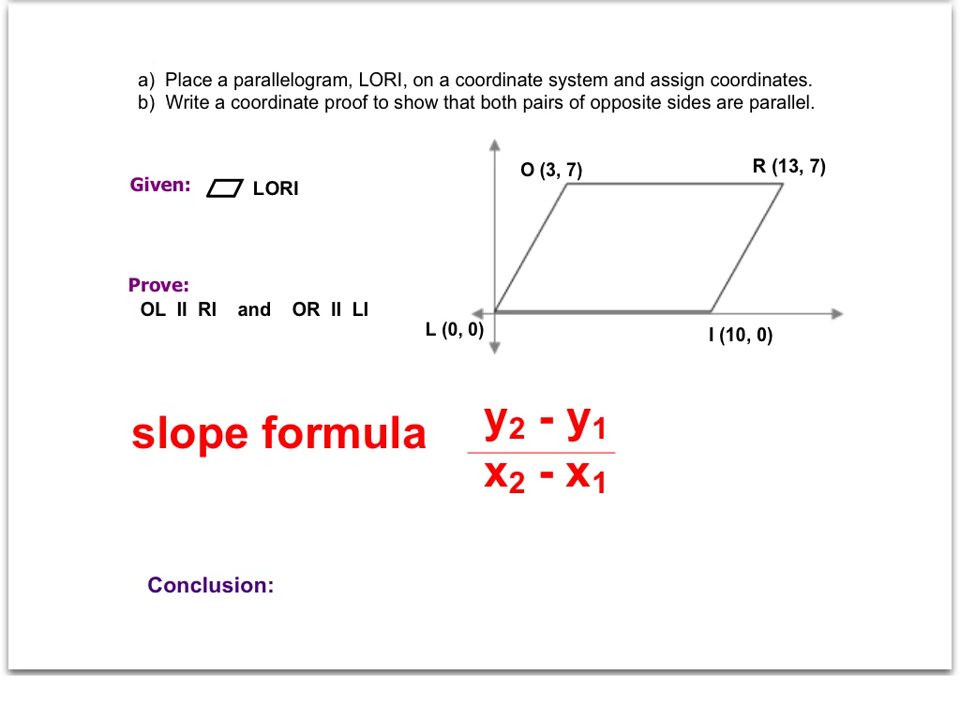 a) Place a parallelogram, LORI, on a coordinate system and assign coordinates.
b) Write a coordinate proof to show that both pairs of opposite sides are parallel.
O (3, 7)
R (13, 7)
Given:
LORI
Prove:
OL II RI and OR II LI
L (0, 0)
I (10, 0)
slope formula
y2 - y1
x2 - x1
Conclusion: